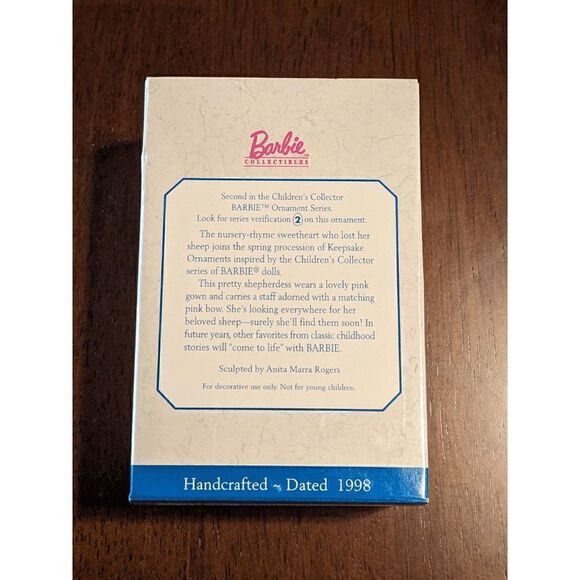 Barbie™
COLLECTIBLES
Second in the Children's Collector
BARBIE™ Ornament Series.
Look for series verification 2 on this ornament.
The nursery-rhyme sweetheart who lost her
sheep joins the spring procession of Keepsake
Ornaments inspired by the Children's Collector
series of BARBIE® dolls.
This pretty shepherdess wears a lovely pink
gown and carries a staff adorned with a matching
pink bow. She's looking everywhere for her
beloved sheep—surely she'll find them soon! In
future years, other favorites from classic childhood
stories will "come to life" with BARBIE.
Sculpted by Anita Marra Rogers
For decorative use only. Not for young children.
Handcrafted ~ Dated 1998